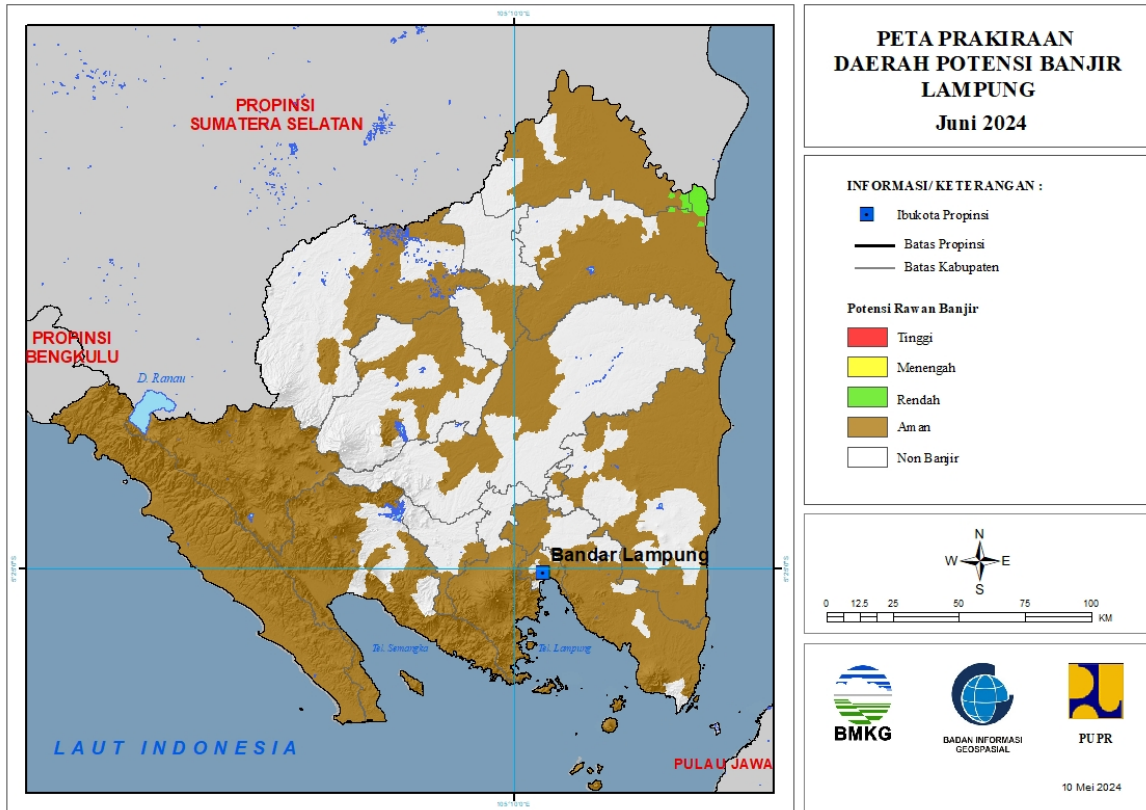 PETA PRAKIRAAN
DAERAH POTENSI BANJIR
LAMPUNG
Juni 2024
INFORMASI/KETERANGAN :
Ibukota Propinsi
Batas Propinsi
Batas Kabupaten
Potensi Rawan Banjir
Tinggi
Menengah
Rendah
Aman
Non Banjir
N
W E
S
0 12.5 25 50 75 100
KM
BMKG
BADAN INFORMASI
GEOSPASIAL
PUPR
10 Mei 2024
PROPINSI
SUMATERA SELATAN
PROPINSI
BENGKULU
D. Ranau
Bandar Lampung
Tel. Semangka
Tel. Lampung
LAUT INDONESIA
PULAU JAWA